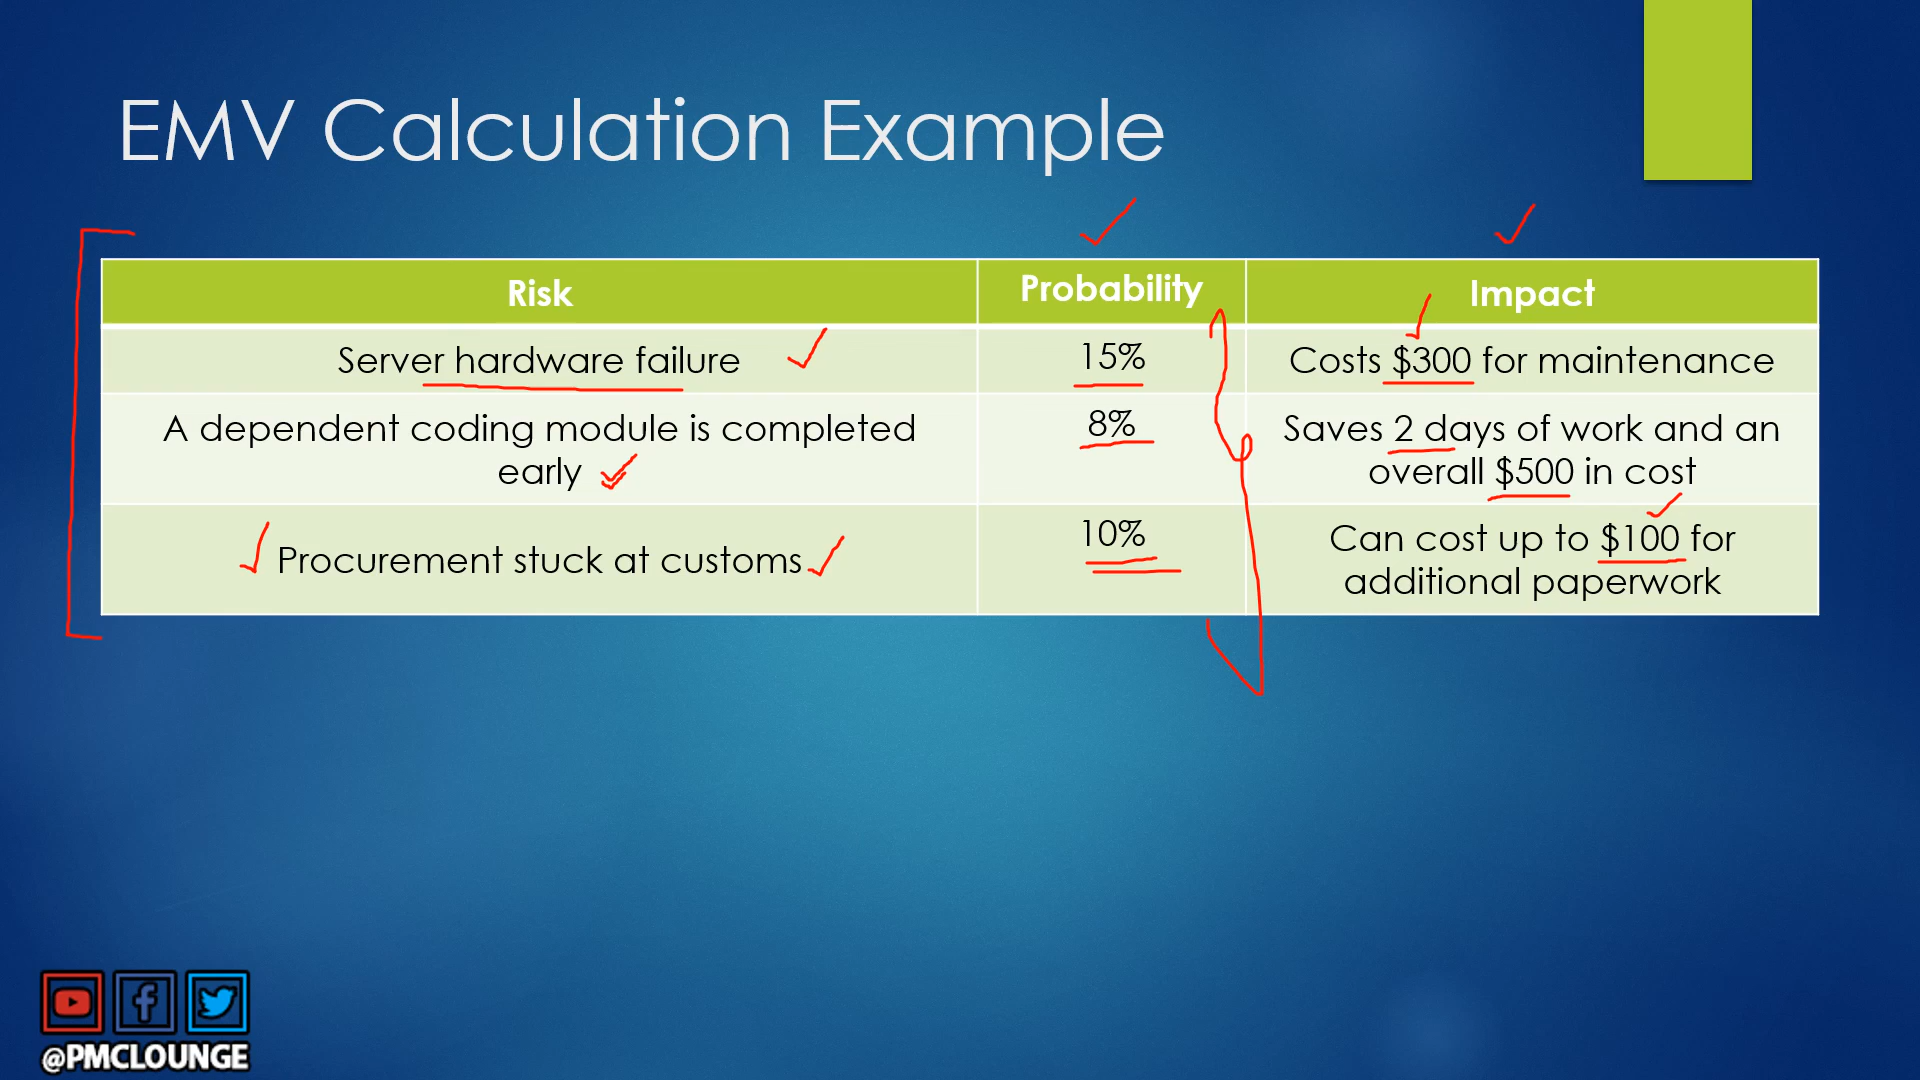 EMV Calculation Example
Risk
Probability
Impact
Server hardware failure
15%
Costs $300 for maintenance
A dependent coding module is completed
early
8%
Saves 2 days of work and an
overall $500 in cost
Procurement stuck at customs
10%
Can cost up to $100 for
additional paperwork
@PMCLOUNGE